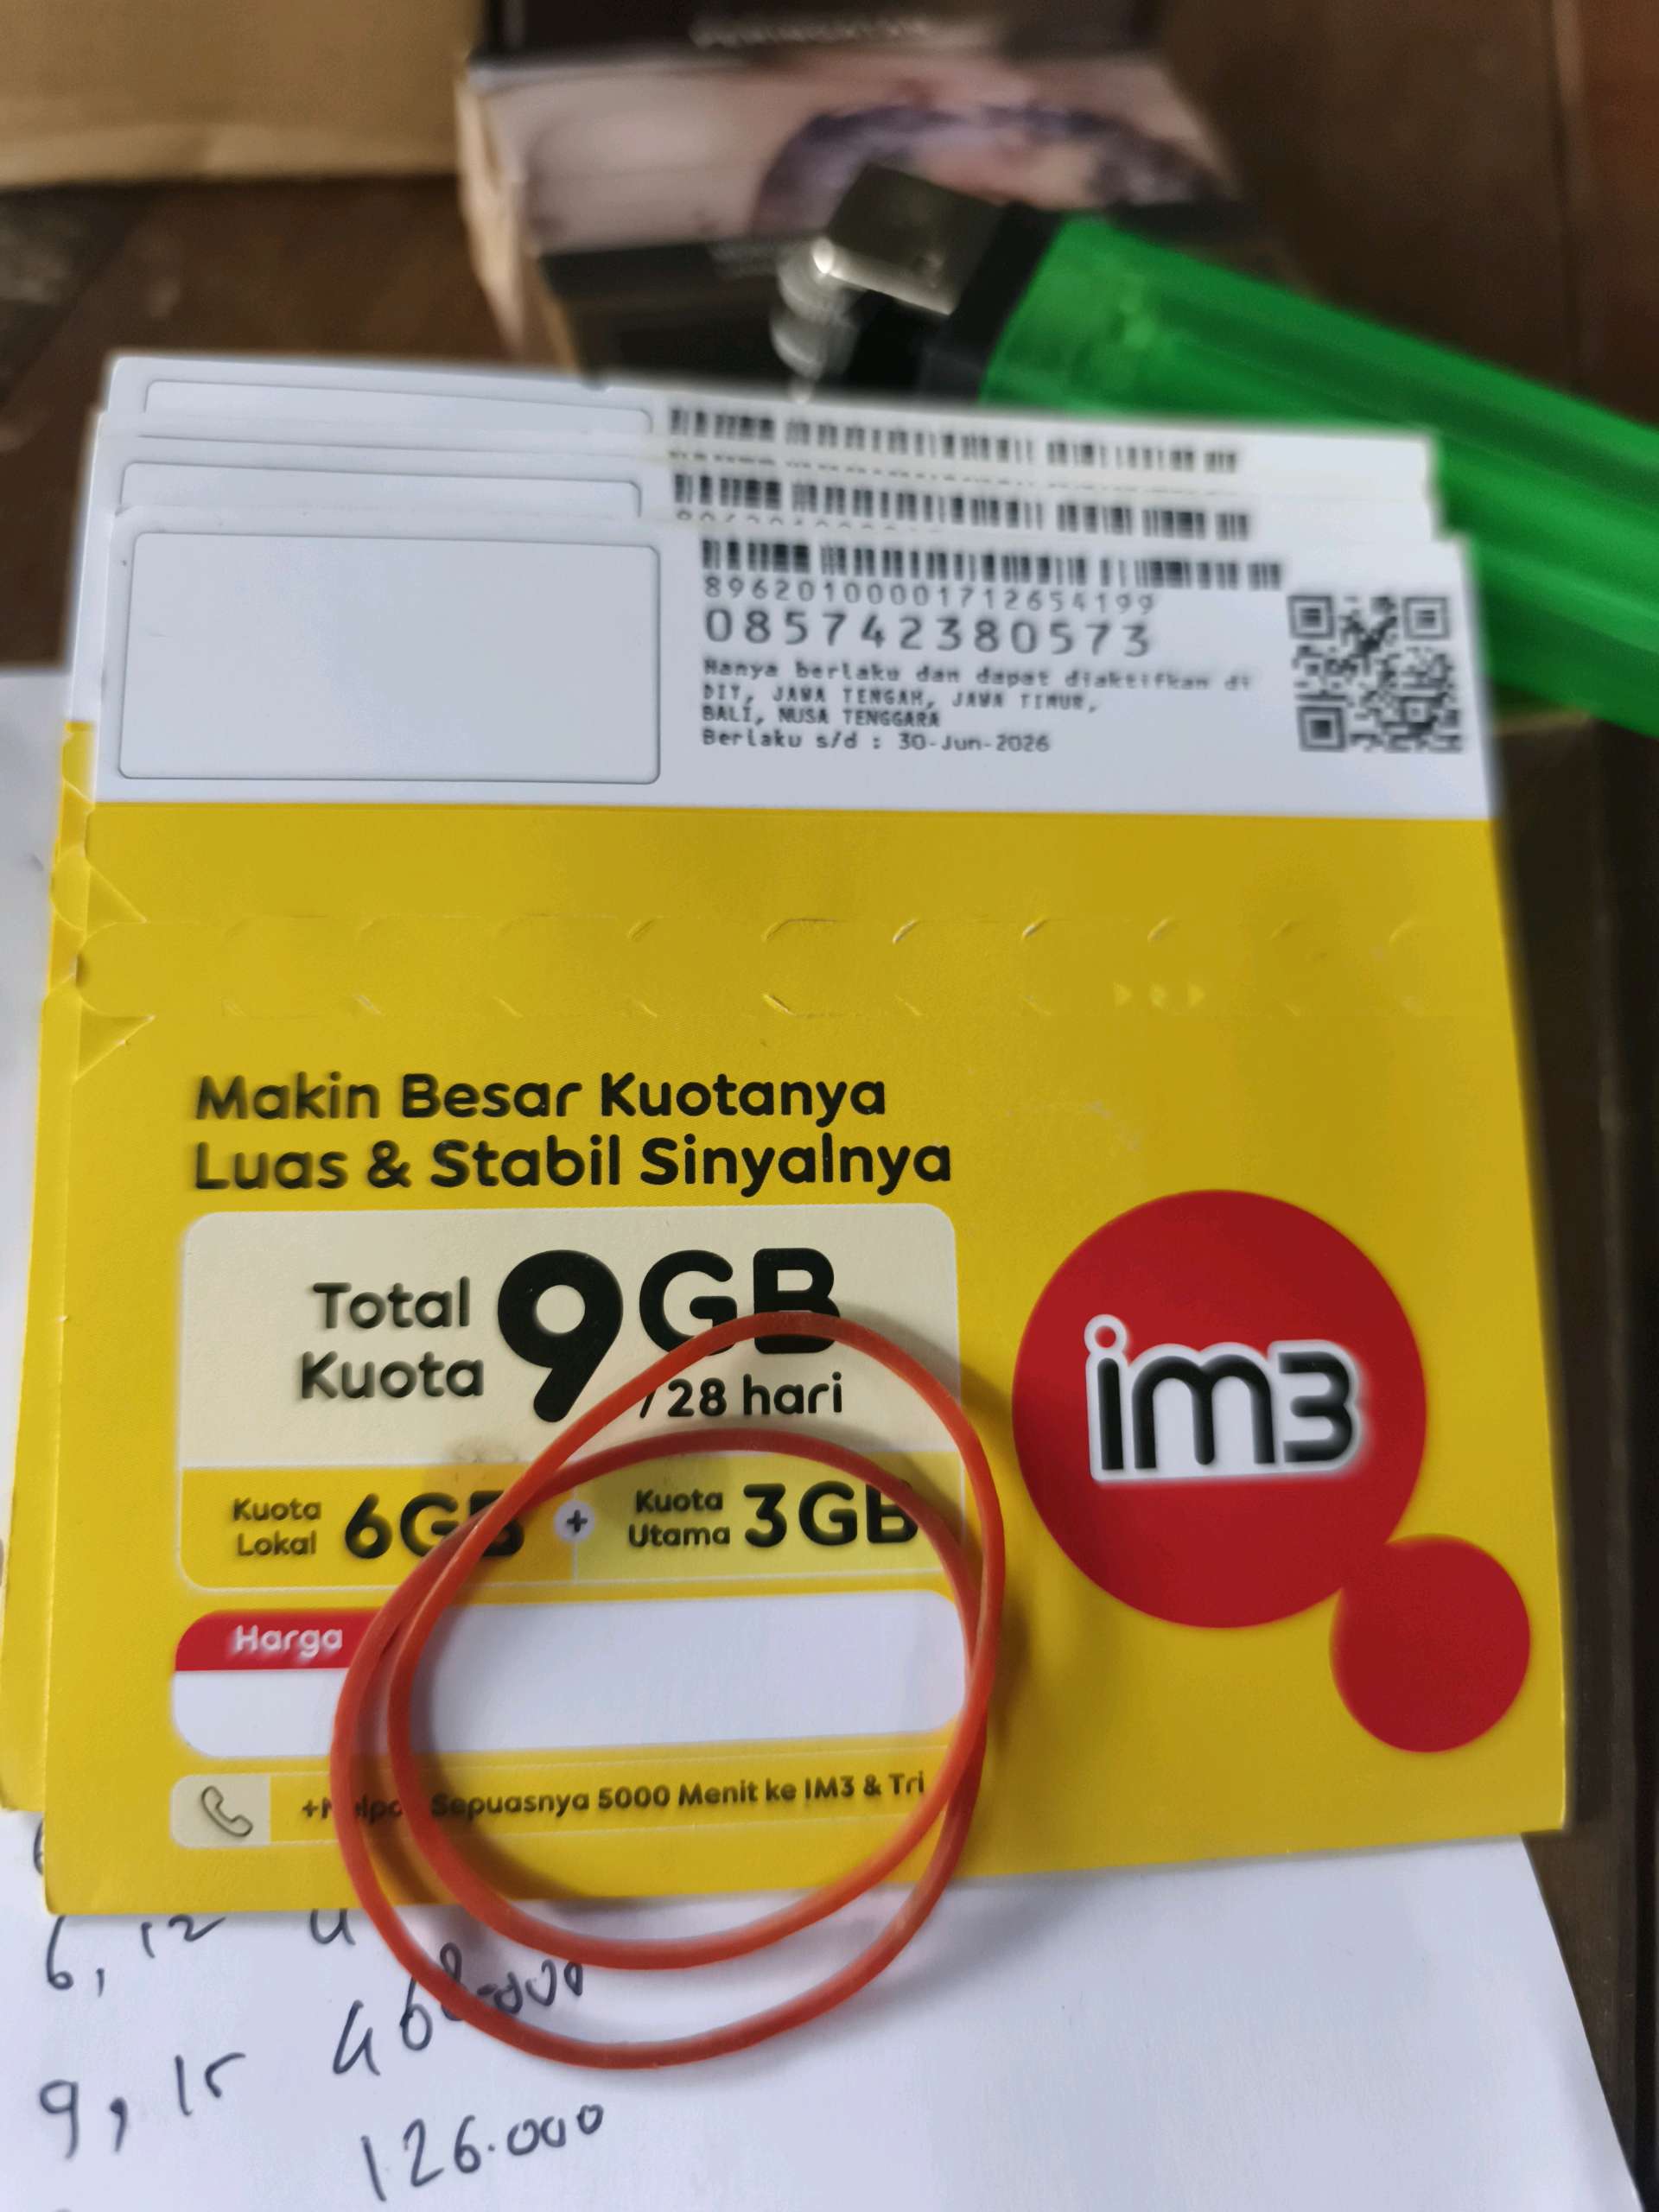 89620100001712654199
085742380573
Hanya berlaku dan dapat diaktifkan di
DIY, JAWA TENGAH, JAWA TIMUR,
BALI, NUSA TENGGARA
Berlaku s/d : 30-Jun-2026
Makin Besar Kuotanya
Luas & Stabil Sinyalnya
Total Kuota 9GB
/28 hari
Kuota Lokal 6GB + Kuota Utama 3GB
im3
Harga
Sepuasnya 5000 Menit ke IM3 & Tri
6, 12
9, 15
126.000